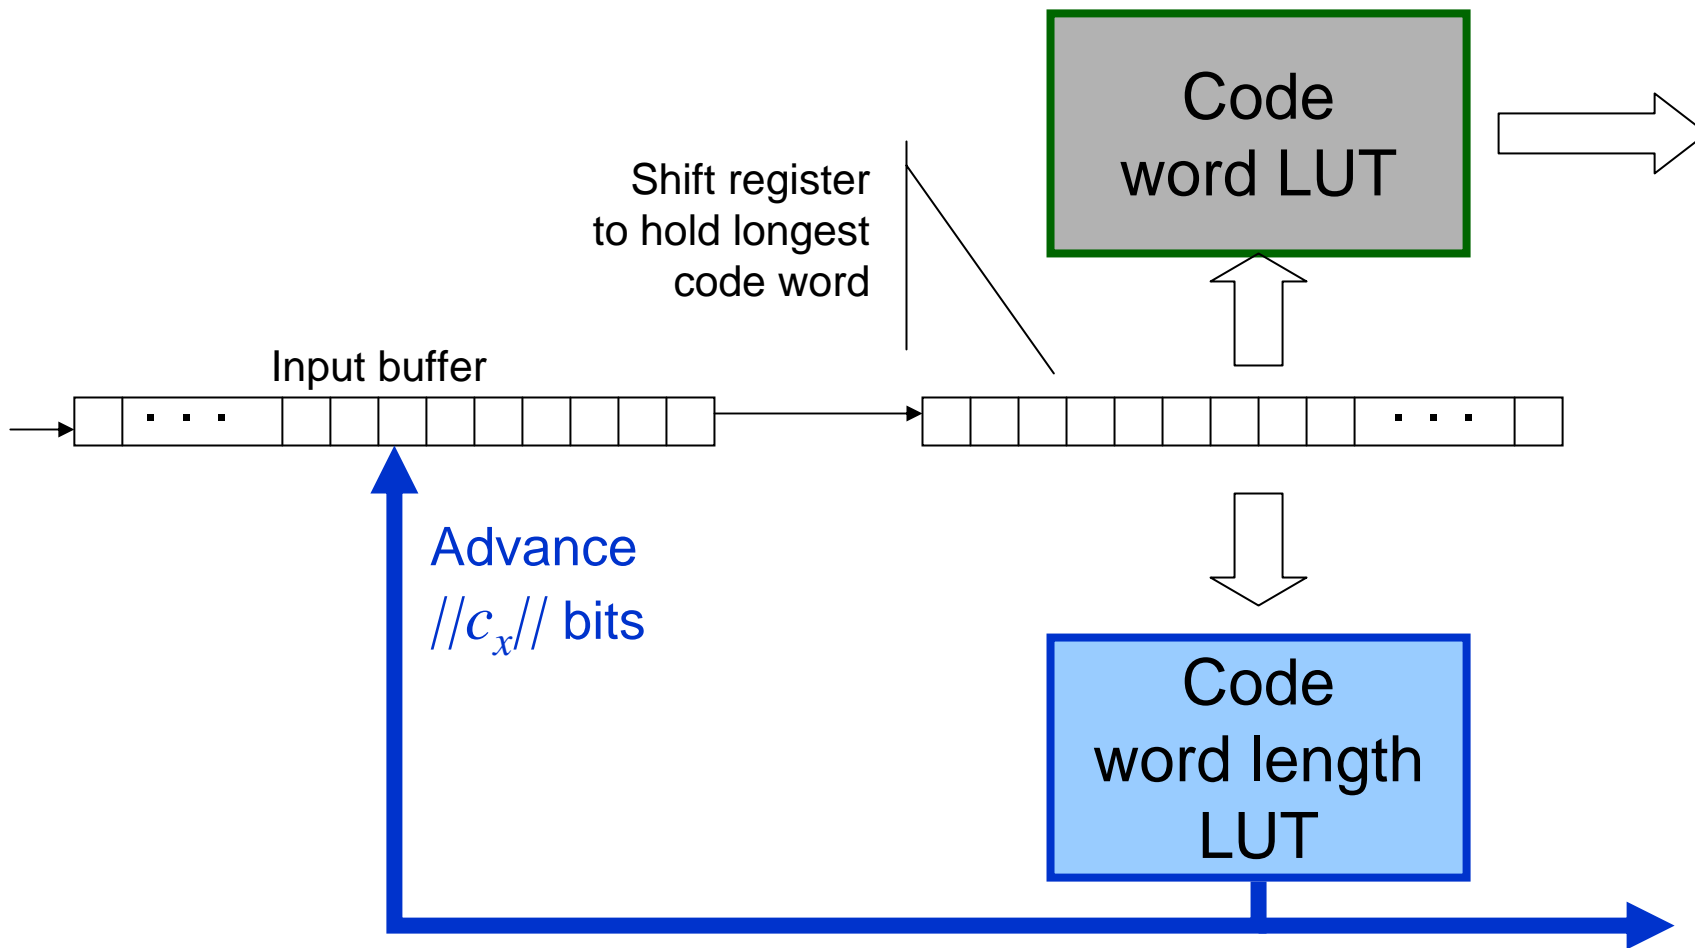 Code
word LUT
Shift register
to hold longest
code word
Input buffer
. . .
. . .
Advance
//cₓ// bits
Code
word length
LUT